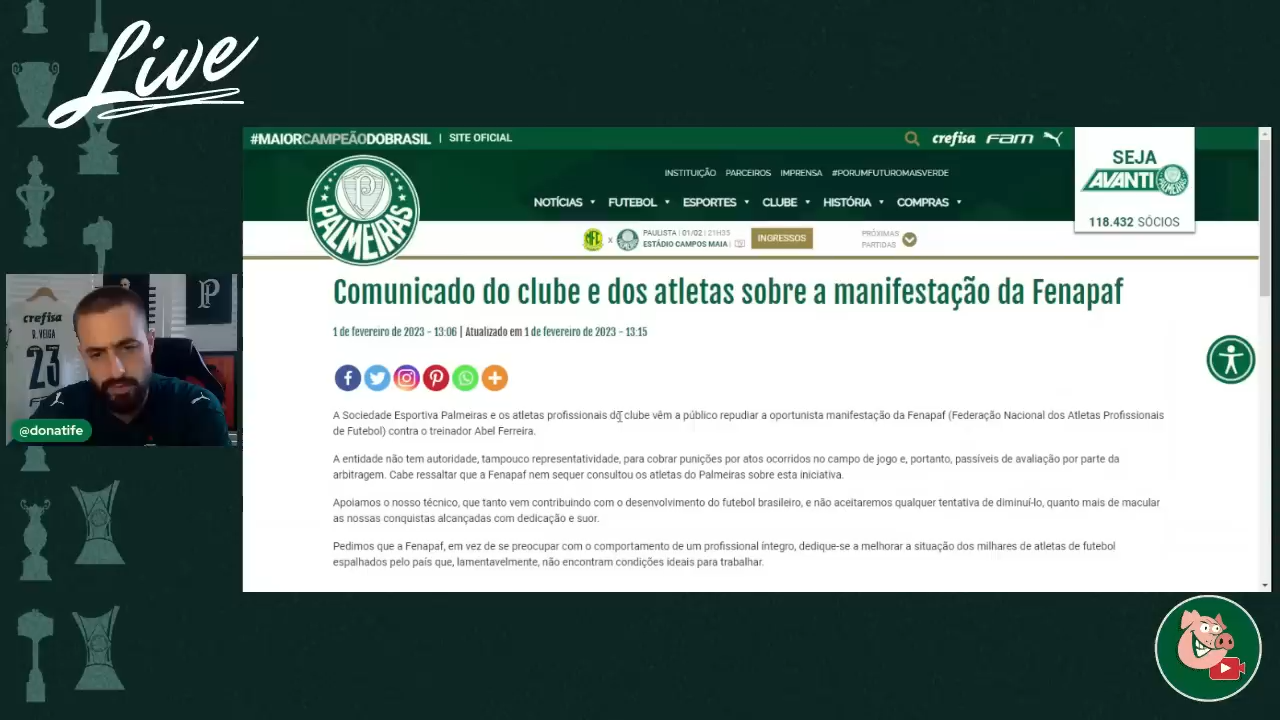 Live
#MAIORCAMPEÃODOBRASIL | SITE OFICIAL
crefisa FAM
INSTITUIÇÃO PARCEIROS IMPRENSA #PORUMFUTUROMAISVERDE
SEJA
AVANTI
118.432 SÓCIOS
NOTÍCIAS FUTEBOL ESPORTES CLUBE HISTÓRIA COMPRAS
P
PALMEIRAS
X PAULISTA | 01/02 | 21H35
ESTÁDIO CAMPOS MAIA |
INGRESSOS
PRÓXIMAS
PARTIDAS
Comunicado do clube e dos atletas sobre a manifestação da Fenapaf
1 de fevereiro de 2023 - 13:06 | Atualizado em 1 de fevereiro de 2023 - 13:15
A Sociedade Esportiva Palmeiras e os atletas profissionais do clube vêm a público repudiar a oportunista manifestação da Fenapaf (Federação Nacional dos Atletas Profissionais
de Futebol) contra o treinador Abel Ferreira.
A entidade não tem autoridade, tampouco representatividade, para cobrar punições por atos ocorridos no campo de jogo e, portanto, passíveis de avaliação por parte da
arbitragem. Cabe ressaltar que a Fenapaf nem sequer consultou os atletas do Palmeiras sobre esta iniciativa.
Apoiamos o nosso técnico, que tanto vem contribuindo com o desenvolvimento do futebol brasileiro, e não aceitaremos qualquer tentativa de diminuí-lo, quanto mais de macular
as nossas conquistas alcançadas com dedicação e suor.
Pedimos que a Fenapaf, em vez de se preocupar com o comportamento de um profissional íntegro, dedique-se a melhorar a situação dos milhares de atletas de futebol
espalhados pelo país que, lamentavelmente, não encontram condições ideais para trabalhar.
crefisa
R. VEIGA
23
P
@donatife